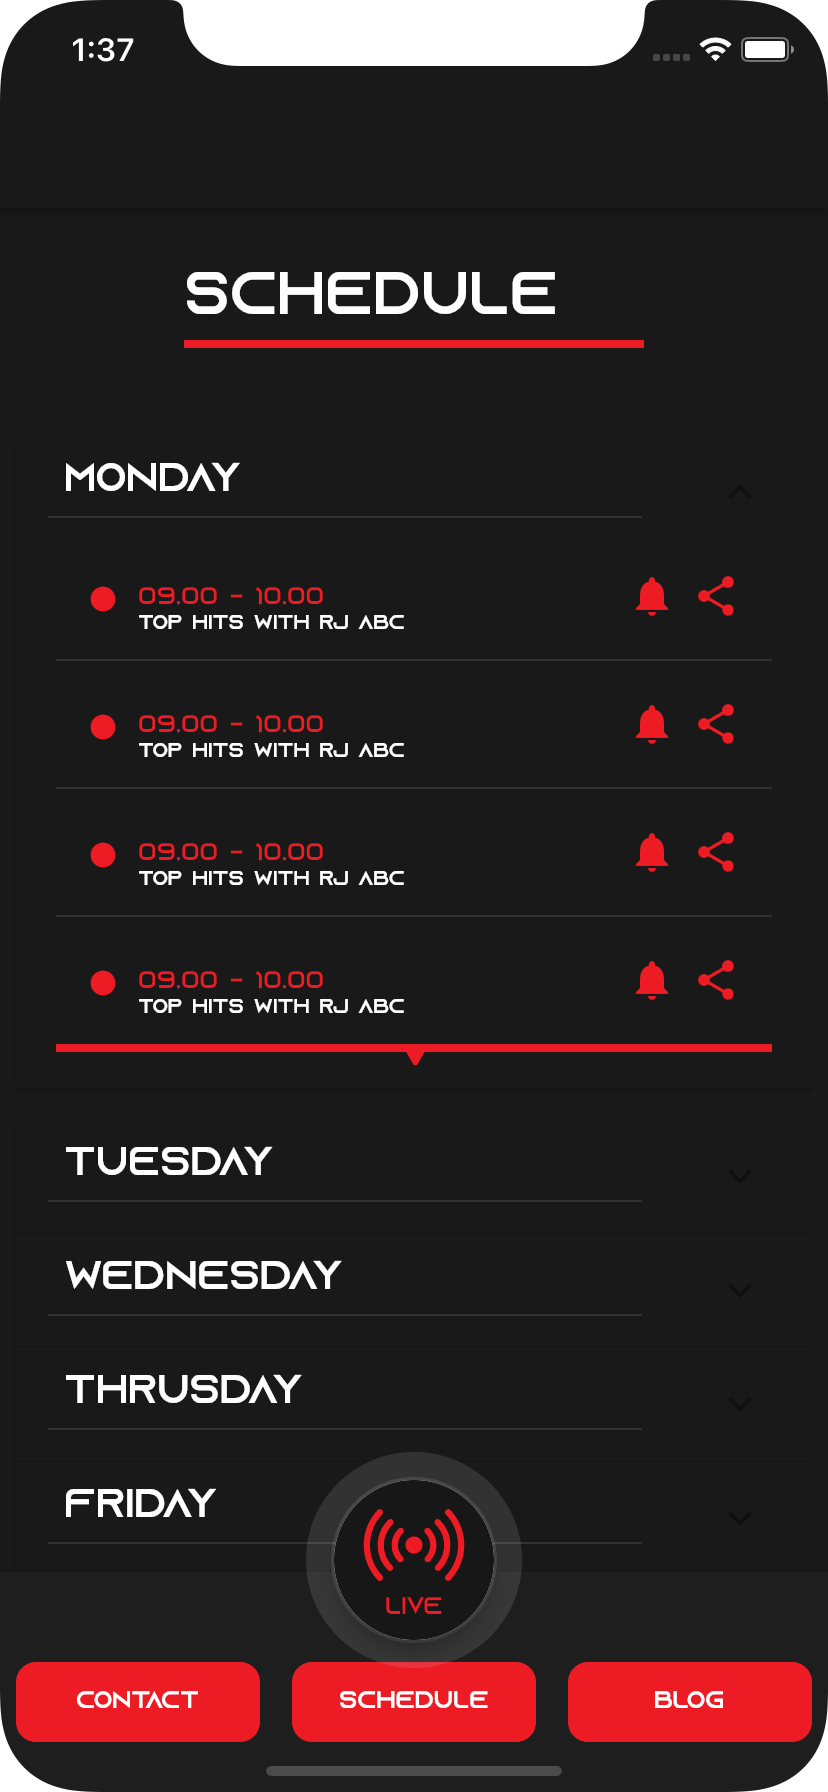 1:37
SCHEDULE
MONDAY
09.00 - 10.00
TOP HITS WITH RJ ABC
09.00 - 10.00
TOP HITS WITH RJ ABC
09.00 - 10.00
TOP HITS WITH RJ ABC
09.00 - 10.00
TOP HITS WITH RJ ABC
TUESDAY
WEDNESDAY
THRUSDAY
FRIDAY
LIVE
CONTACT
SCHEDULE
BLOG